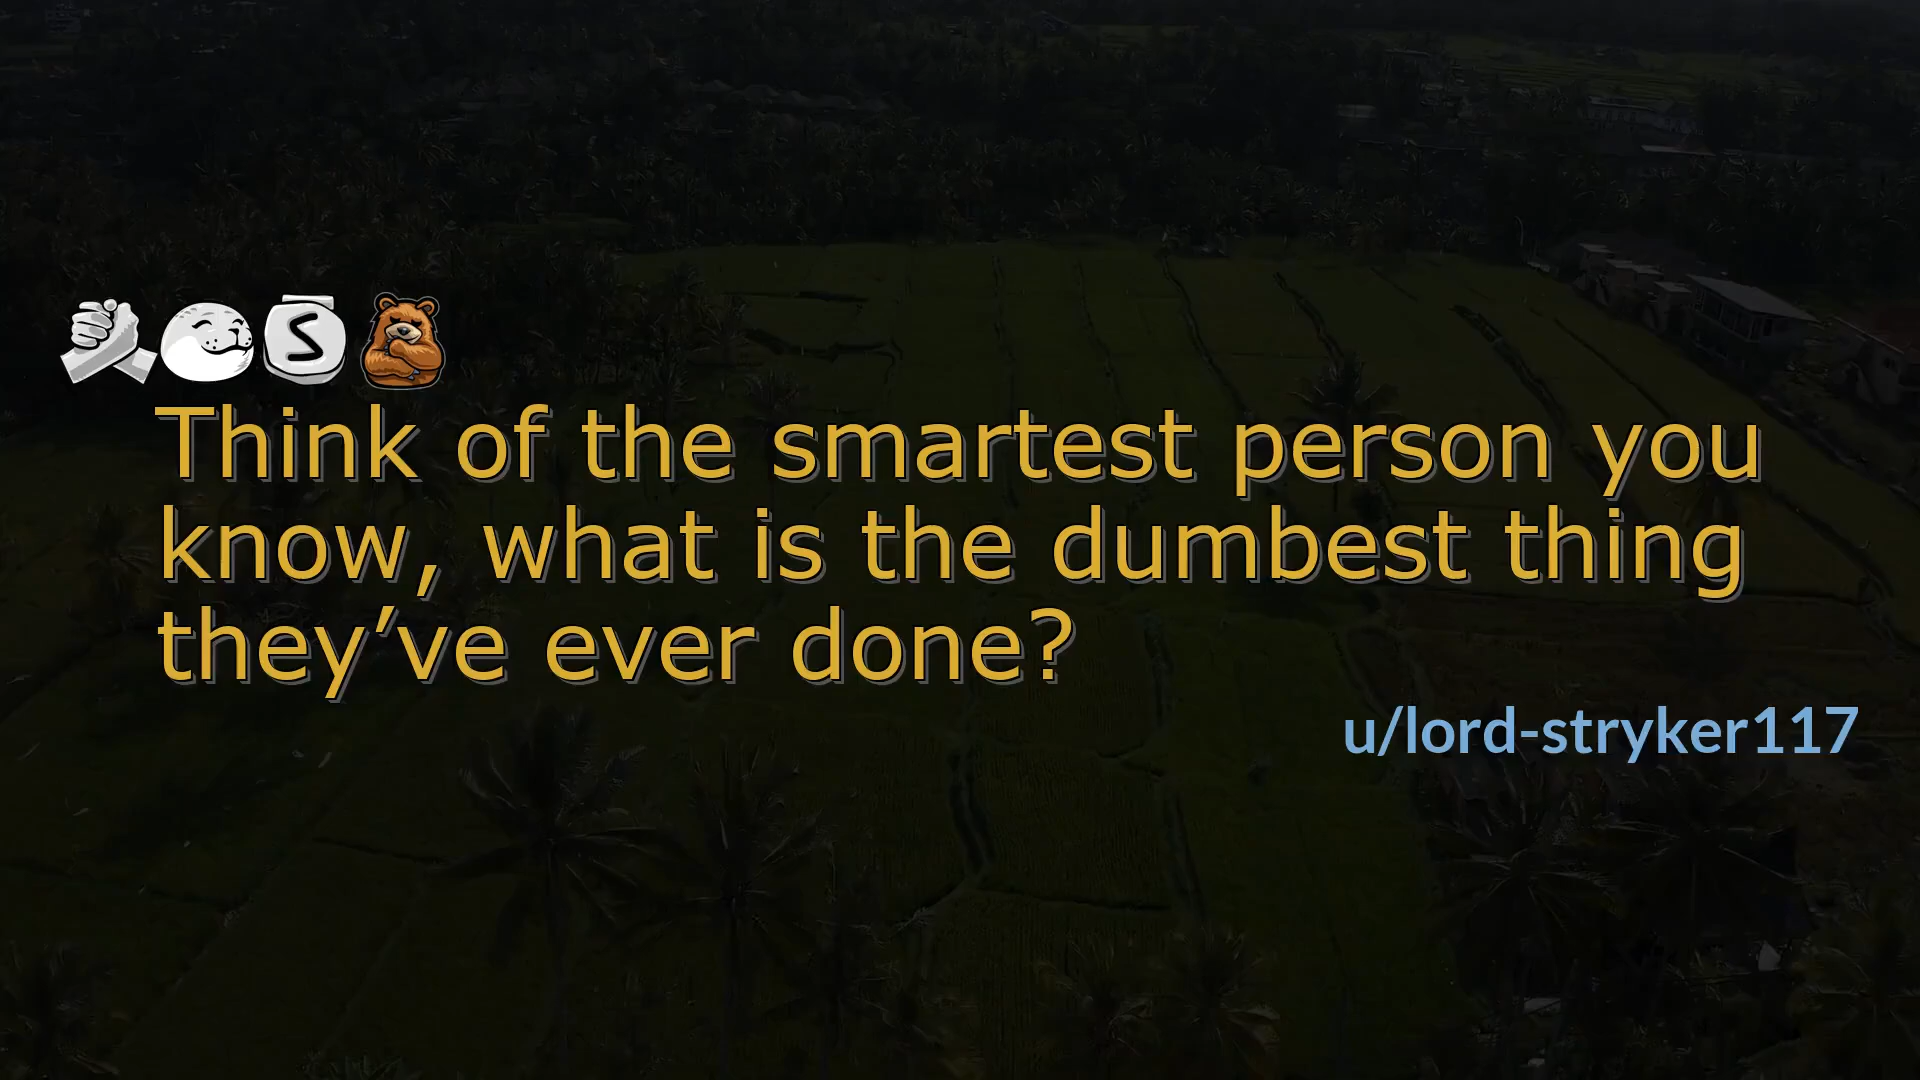 S
Think of the smartest person you
know, what is the dumbest thing
they’ve ever done?
u/lord-stryker117